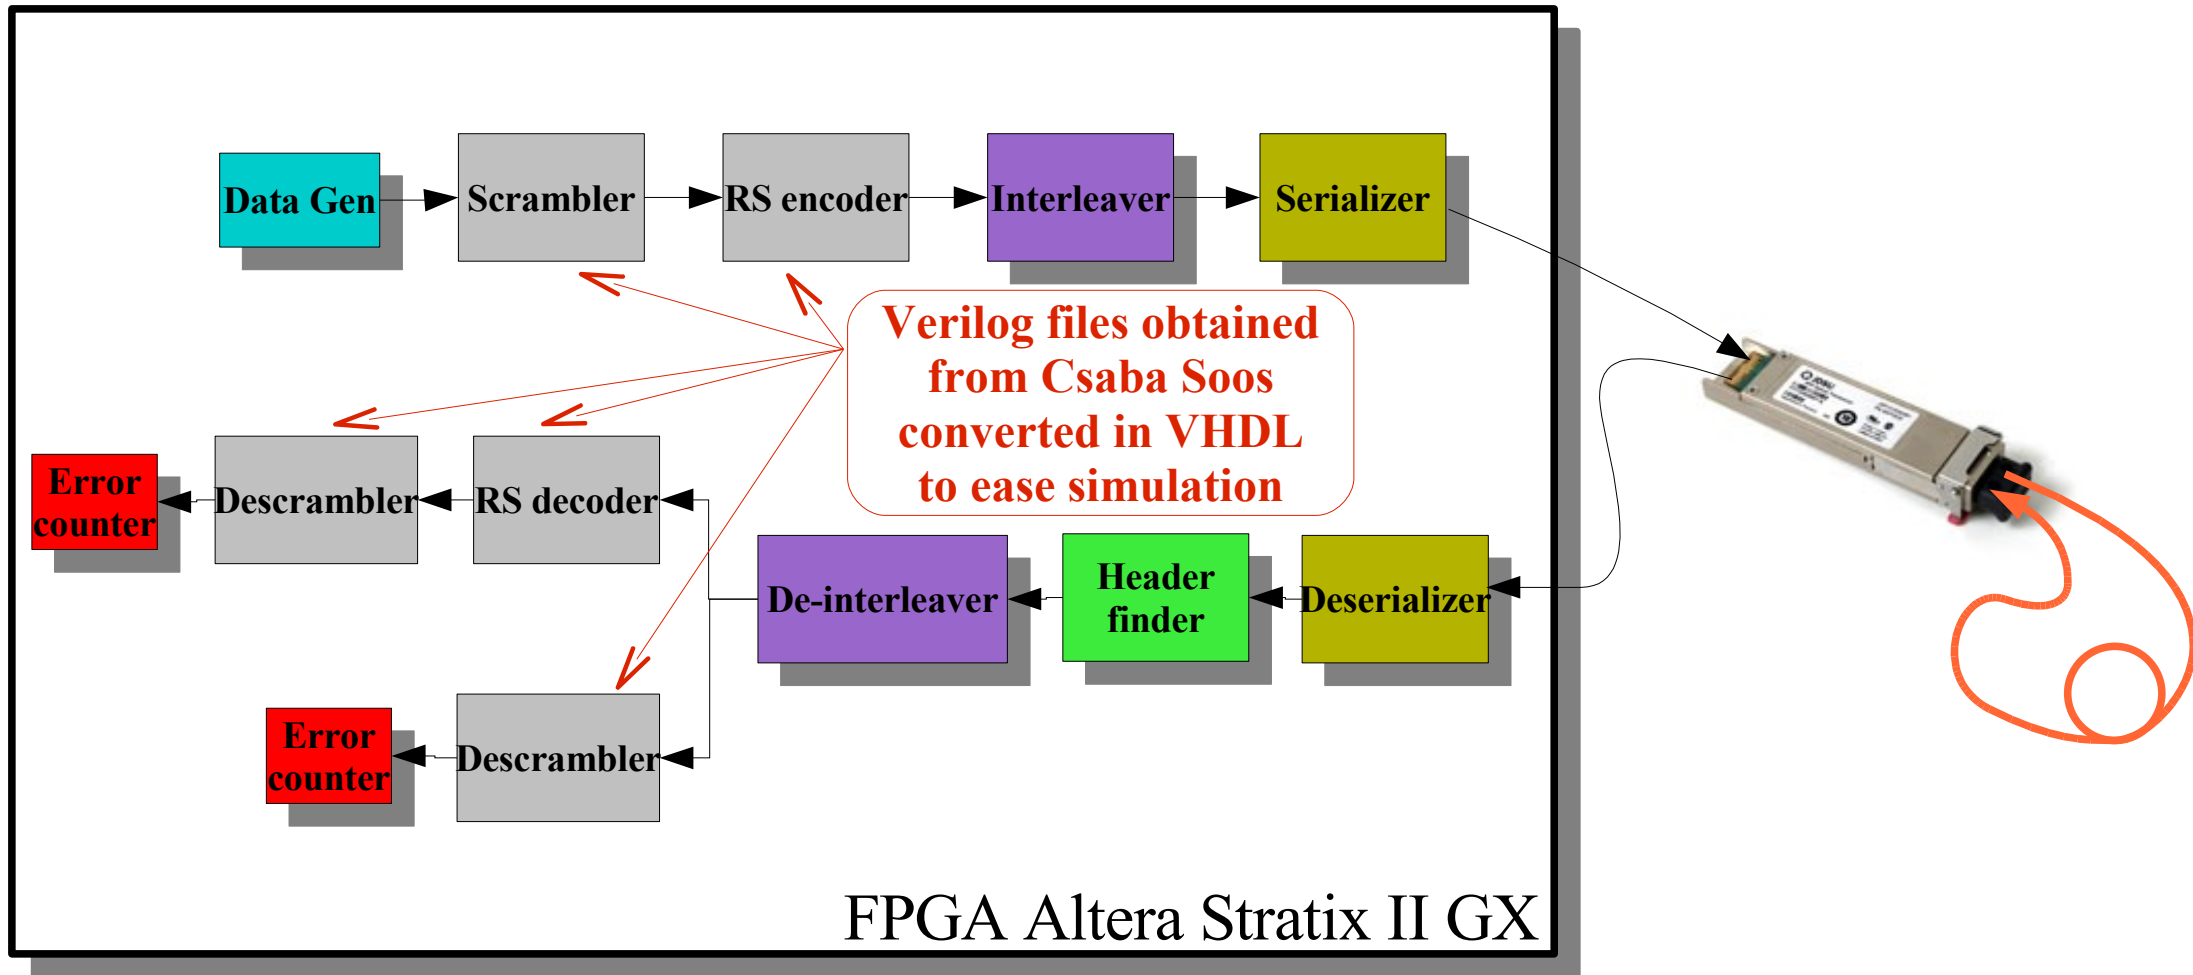 Data Gen
Scrambler
RS encoder
Interleaver
Serializer
Verilog files obtained
from Csaba Soos
converted in VHDL
to ease simulation
Error
counter
Descrambler
RS decoder
De-interleaver
Header
finder
Deserializer
Error
counter
Descrambler
FPGA Altera Stratix II GX